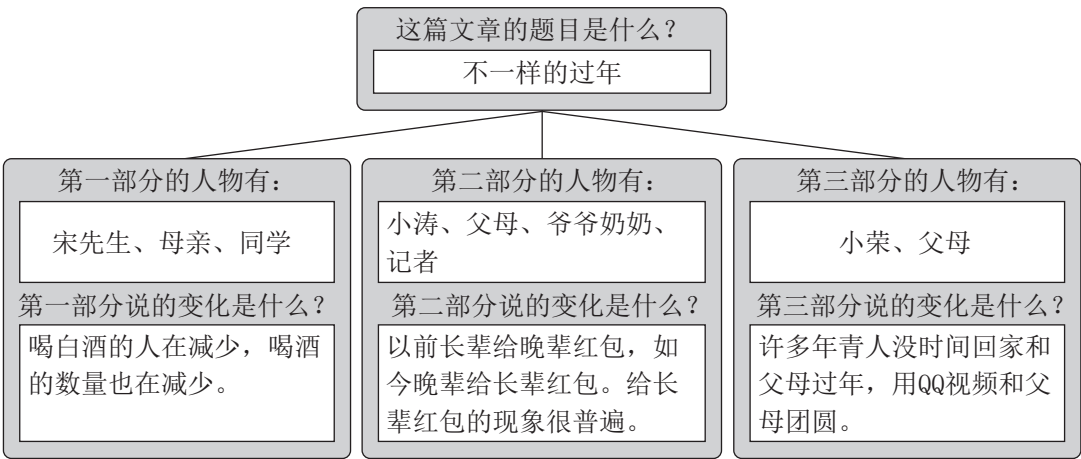 这篇文章的题目是什么？
不一样的过年
第一部分的人物有：
宋先生、母亲、同学
第一部分说的变化是什么？
喝白酒的人在减少，喝酒
的数量也在减少。
第二部分的人物有：
小涛、父母、爷爷奶奶、
记者
第二部分说的变化是什么？
以前长辈给晚辈红包，如
今晚辈给长辈红包。给长
辈红包的现象很普遍。
第三部分的人物有：
小荣、父母
第三部分说的变化是什么？
许多年青人没时间回家和
父母过年，用QQ视频和父
母团圆。